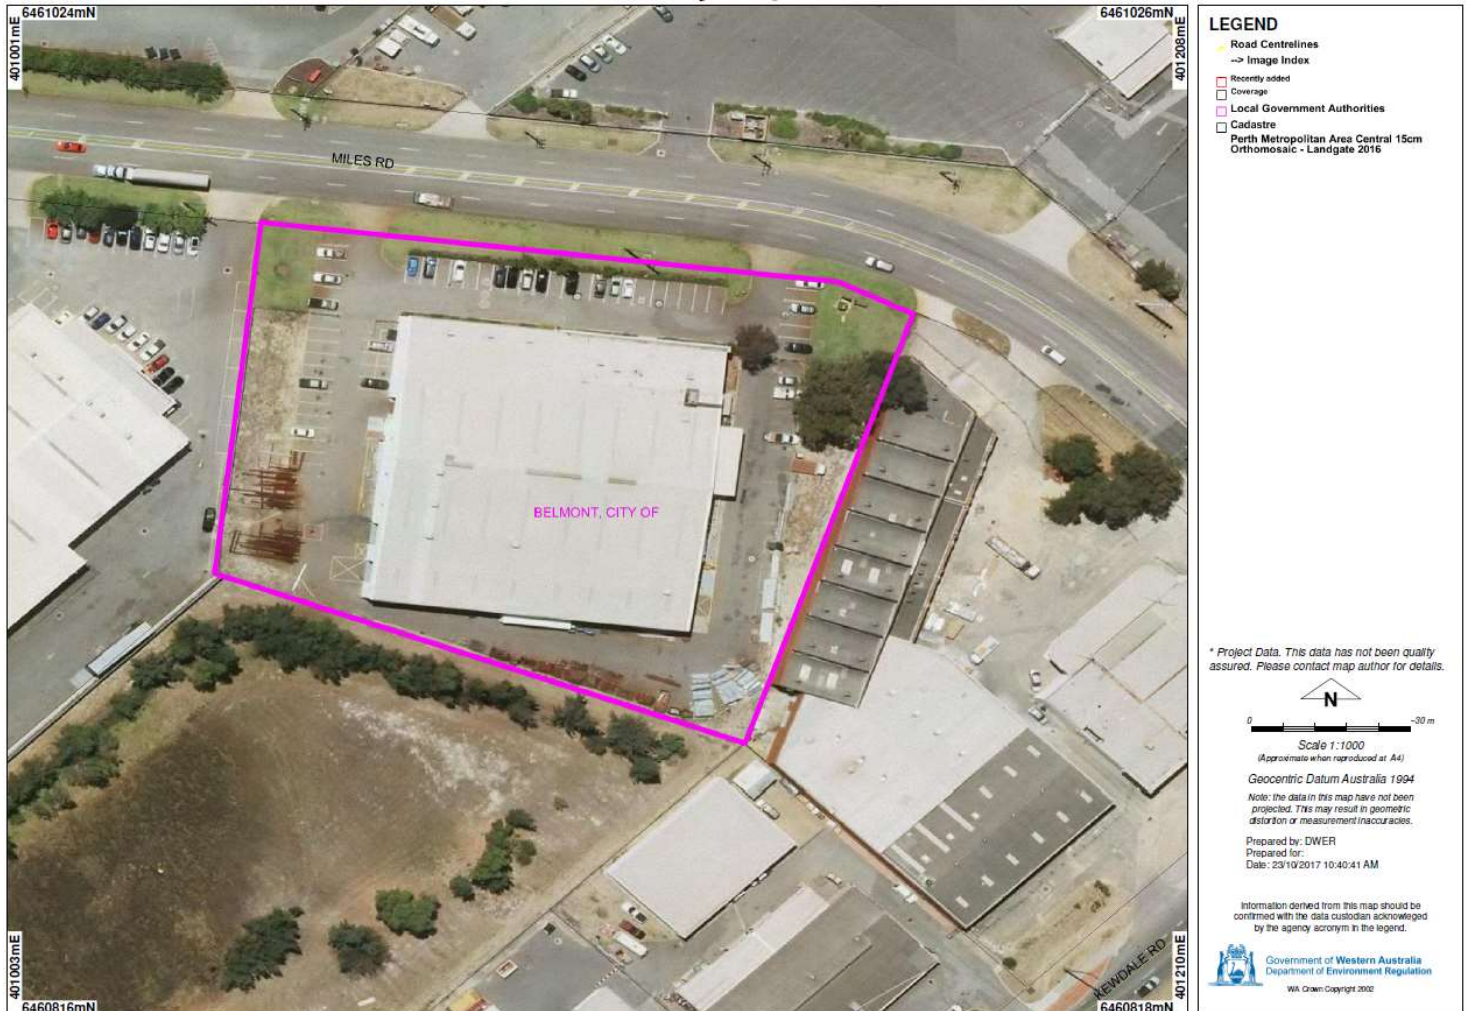 6461024mN
6461026mN
401001mE
401208mE
MILES RD
BELMONT, CITY OF
KEWDALE RD
401003mE
401210mE
6460816mN
6460818mN
LEGEND
Road Centrelines
--> Image Index
Recently added
Coverage
Local Government Authorities
Cadastre
Perth Metropolitan Area Central 15cm
Orthomosaic - Landgate 2016
* Project Data. This data has not been quality
assured. Please contact map author for details.
N
0 ~30 m
Scale 1:1000
(Approximate when reproduced at A4)
Geocentric Datum Australia 1994
Note: the data in this map have not been
projected. This may result in geometric
distortion or measurement inaccuracies.
Prepared by: DWER
Prepared for:
Date: 23/10/2017 10:40:41 AM
Information derived from this map should be
confirmed with the data custodian acknowleged
by the agency acronym in the legend.
Government of Western Australia
Department of Environment Regulation
WA Crown Copyright 2002